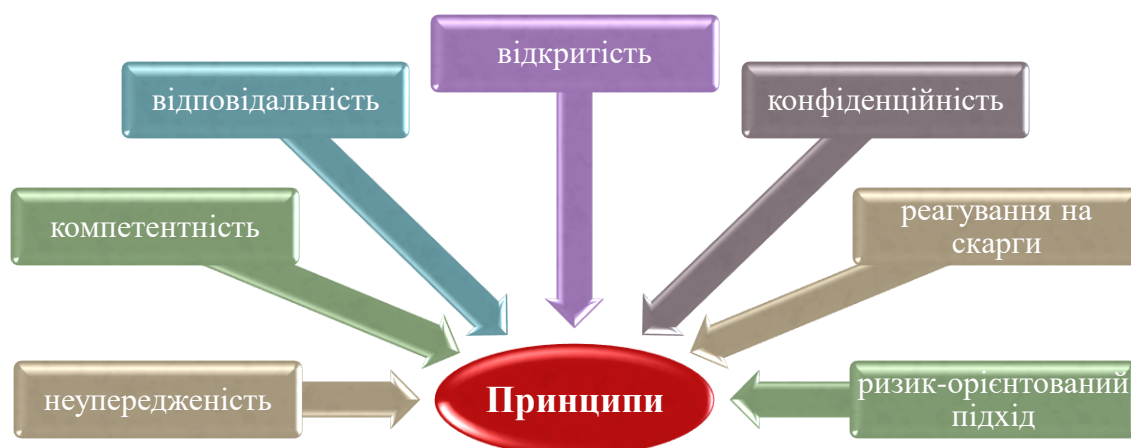 відкритість
відповідальність
конфіденційність
компетентність
реагування на
скарги
неупередженість
Принципи
ризик-орієнтований
підхід